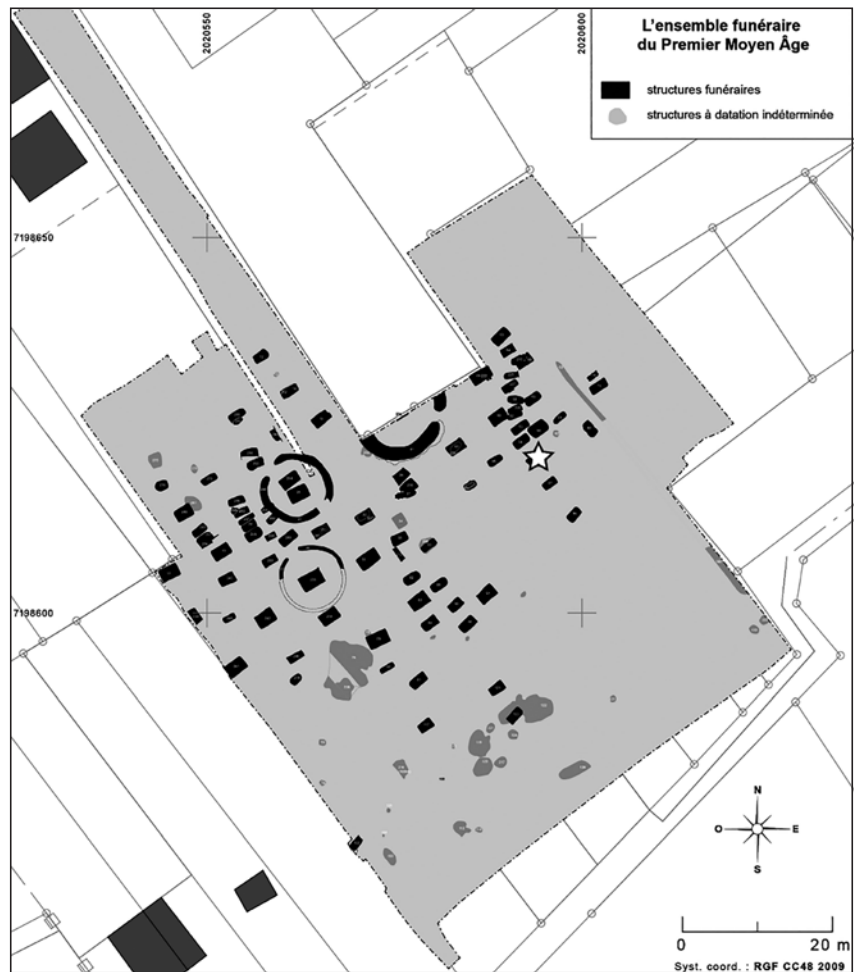 2020550
2020600
L'ensemble funéraire
du Premier Moyen Âge
structures funéraires
structures à datation indéterminée
7198650
7198600
N
O
E
S
0
20 m
Syst. coord. : RGF CC48 2009